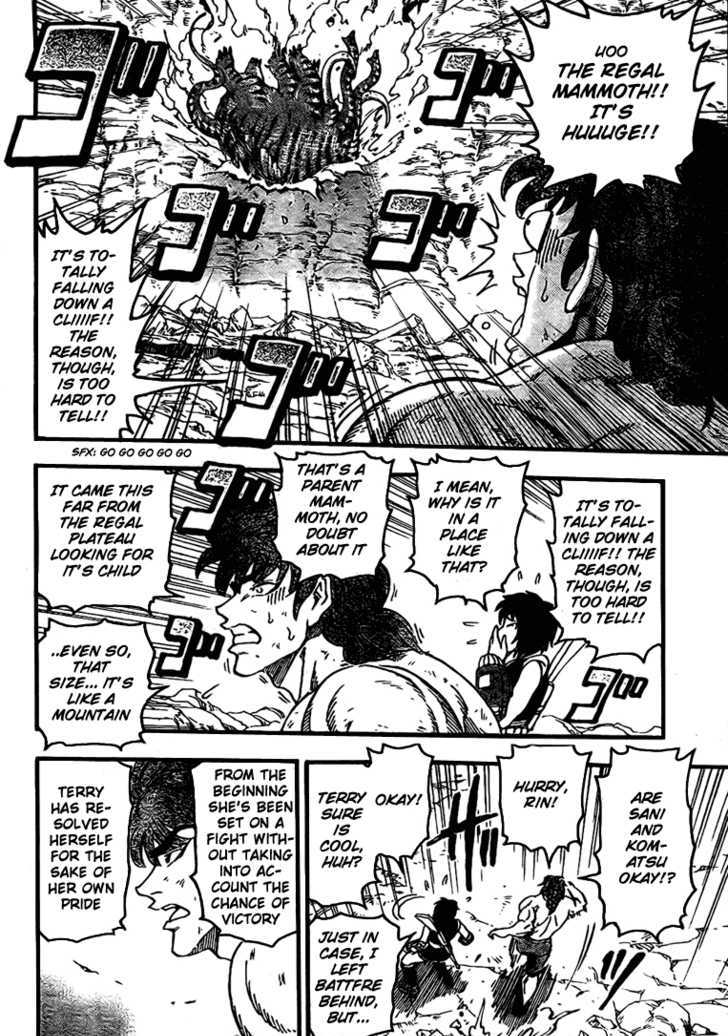 UOO
THE REGAL
MAMMOTH!!
IT'S
HUUUGE!!
ゴ"
ゴ"
ゴ"
ゴ"
ゴ"
IT'S TO-
TALLY
FALLING
DOWN A
CLIIIIF!!
THE
REASON,
THOUGH,
IS TOO
HARD TO
TELL!!
SFX: GO GO GO GO GO
IT'S TO-
TALLY FALL-
ING DOWN A
CLIIIF!! THE
REASON,
THOUGH, IS
TOO HARD
TO TELL!!
I MEAN,
WHY IS IT
IN A
PLACE
LIKE
THAT?
THAT'S A
PARENT
MAM-
MOTH, NO
DOUBT
ABOUT IT
ゴ"
ゴ"
ゴ"
IT CAME THIS
FAR FROM
THE REGAL
PLATEAU
LOOKING FOR
IT'S CHILD
..EVEN SO,
THAT
SIZE... IT'S
LIKE A
MOUNTAIN
ARE
SANI
AND
KOM-
ATSU
OKAY!?
HURRY,
RIN!
OKAY!
TERRY
SURE
IS
COOL,
HUH?
ダ"
JUST IN
CASE, I
LEFT
BATTFRE
BEHIND,
BUT...
FROM THE
BEGINNING
SHE'S BEEN
SET ON A
FIGHT WITH-
OUT TAKING
INTO AC-
COUNT THE
CHANCE OF
VICTORY
TERRY
HAS RE-
SOLVED
HERSELF
FOR THE
SAKE OF
HER OWN
PRIDE